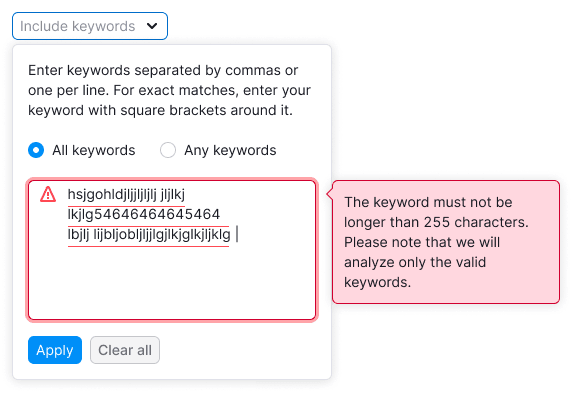 Include keywords
Enter keywords separated by commas or
one per line. For exact matches, enter your
keyword with square brackets around it.
All keywords
Any keywords
hsjgohldjljjljljlj jljlkj
lkjlg54646464645464
lbjlj lijbljobljljjlgjlkjglkjljklg
The keyword must not be
longer than 255 characters.
Please note that we will
analyze only the valid
keywords.
Apply
Clear all